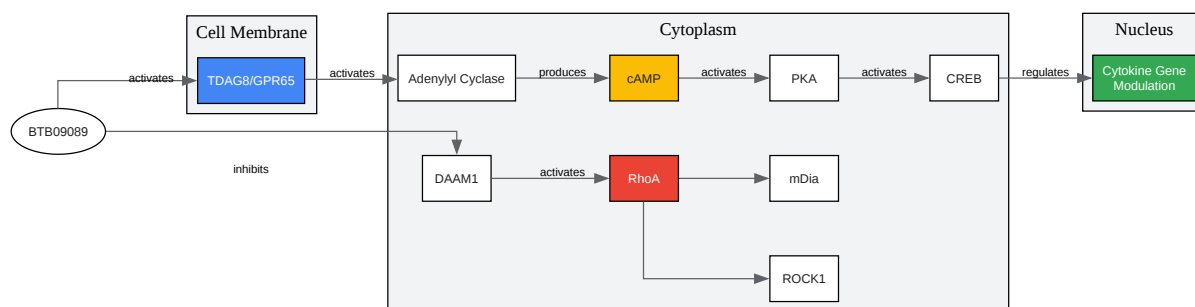 Cell Membrane
Cytoplasm
Nucleus
activates
TDAG8/GPR65
activates
Adenylyl Cyclase
produces
cAMP
activates
PKA
activates
CREB
regulates
Cytokine Gene
Modulation
BTB09089
inhibits
DAAM1
activates
RhoA
mDia
ROCK1